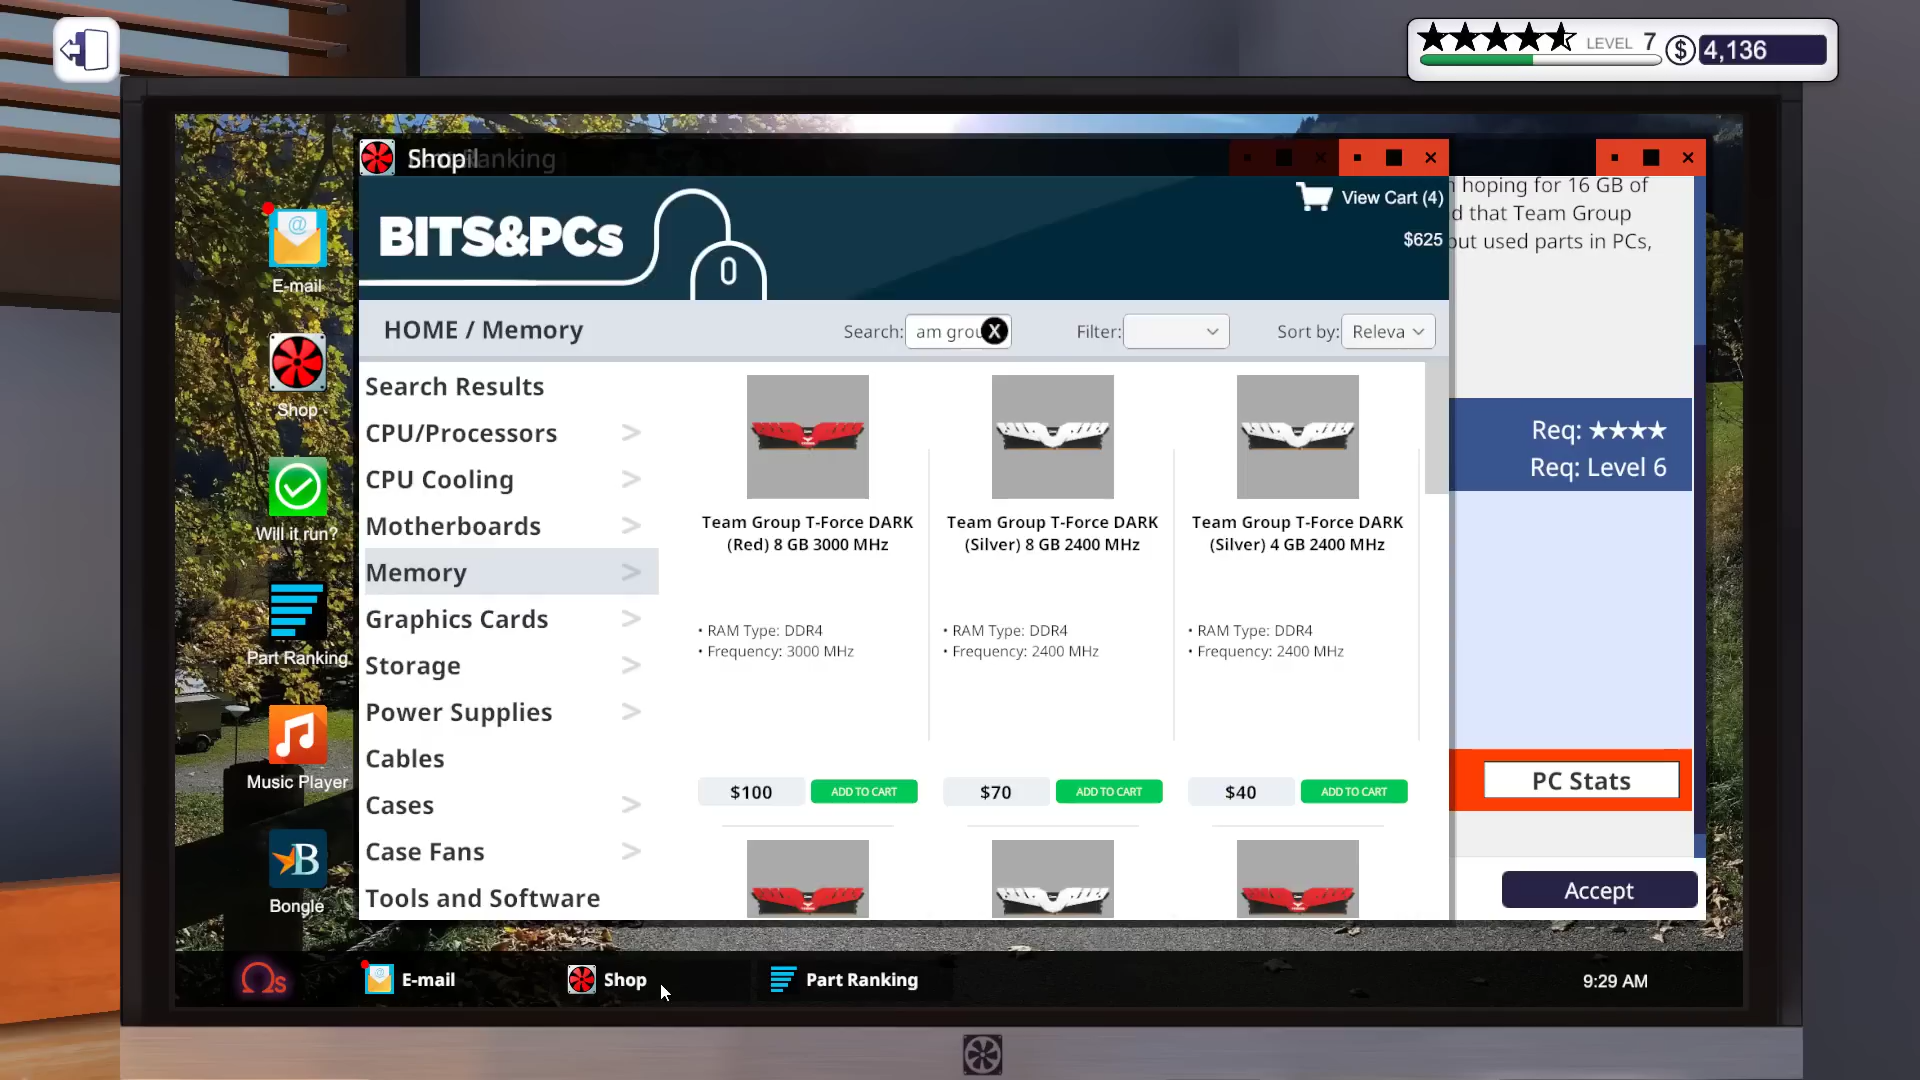 LEVEL 7
$ 4,136
Shop
View Cart (4)
$625
BITS&PCs
hoping for 16 GB of
d that Team Group
out used parts in PCs,
HOME / Memory
Search: am grou X
Filter:
Sort by: Releva
E-mail
Shop
Will it run?
Part Ranking
Music Player
Bongle
Search Results
CPU/Processors >
CPU Cooling >
Motherboards >
Memory >
Graphics Cards >
Storage >
Power Supplies >
Cables
Cases >
Case Fans >
Tools and Software
Team Group T-Force DARK
(Red) 8 GB 3000 MHz
• RAM Type: DDR4
• Frequency: 3000 MHz
$100 ADD TO CART
Team Group T-Force DARK
(Silver) 8 GB 2400 MHz
• RAM Type: DDR4
• Frequency: 2400 MHz
$70 ADD TO CART
Team Group T-Force DARK
(Silver) 4 GB 2400 MHz
• RAM Type: DDR4
• Frequency: 2400 MHz
$40 ADD TO CART
Req: ★★★★
Req: Level 6
PC Stats
Accept
Ωs
E-mail
Shop
Part Ranking
9:29 AM